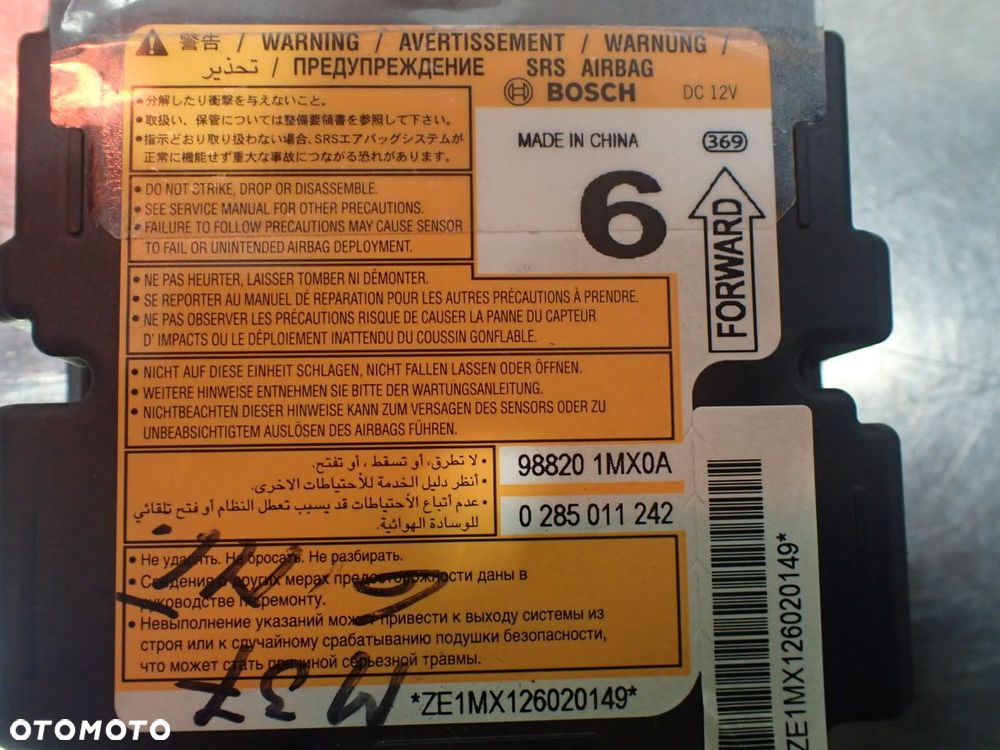 警告 / WARNING / AVERTISSEMENT / WARNUNG /
تحذير / ПРЕДУПРЕЖДЕНИЕ SRS AIRBAG
BOSCH DC 12V
・分解したり衝撃を与えないこと。
・取扱い、保管については整備要領書を参照して下さい。
・指示どおり取り扱わない場合、SRSエアバッグシステムが
正常に機能せず重大な事故につながる恐れがあります。
MADE IN CHINA 369
6
FORWARD
• DO NOT STRIKE, DROP OR DISASSEMBLE.
• SEE SERVICE MANUAL FOR OTHER PRECAUTIONS.
• FAILURE TO FOLLOW PRECAUTIONS MAY CAUSE SENSOR
TO FAIL OR UNINTENDED AIRBAG DEPLOYMENT.
• NE PAS HEURTER, LAISSER TOMBER NI DÉMONTER.
• SE REPORTER AU MANUEL DE RÉPARATION POUR LES AUTRES PRÉCAUTIONS À PRENDRE.
• NE PAS OBSERVER LES PRÉCAUTIONS RISQUE DE CAUSER LA PANNE DU CAPTEUR
D' IMPACTS OU LE DÉPLOIEMENT INATTENDU DU COUSSIN GONFLABLE.
• NICHT AUF DIESE EINHEIT SCHLAGEN, NICHT FALLEN LASSEN ODER ÖFFNEN.
• WEITERE HINWEISE ENTNEHMEN SIE BITTE DER WARTUNGSANLEITUNG.
• NICHTBEACHTEN DIESER HINWEISE KANN ZUM VERSAGEN DES SENSORS ODER ZU
UNBEABSICHTIGTEM AUSLÖSEN DES AIRBAGS FÜHREN.
• لا تطرق، أو تسقط ، أو تفتح.
• أنظر دليل الخدمة للأحتياطات الاخرى.
• عدم أتباع الأحتياطات قد يسبب تعطل النظام أو فتح تلقائي
للوسادة الهوائية.
98820 1MX0A
0 285 011 242
• Не ударять. Не бросать. Не разбирать.
• Сведения о других мерах предосторожности даны в
руководстве по ремонту.
• Невыполнение указаний может привести к выходу системы из
строя или к случайному срабатыванию подушки безопасности,
что может стать причиной серьезной травмы.
M37
*ZE1MX126020149*
ZE1MX126020149*
OTOMOTO